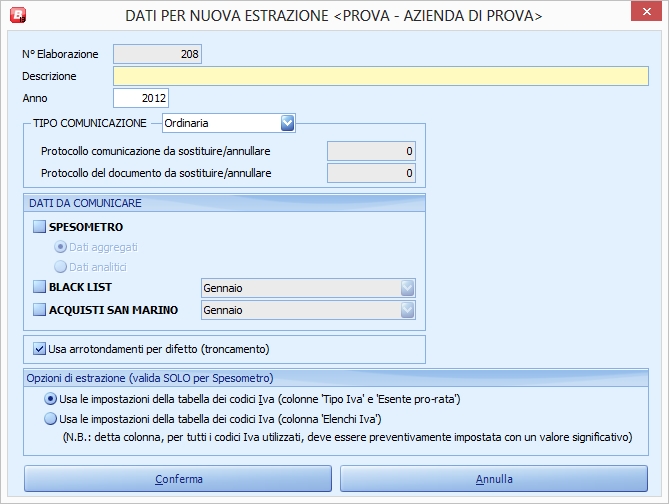 DATI PER NUOVA ESTRAZIONE <PROVA - AZIENDA DI PROVA>
N° Elaborazione 208
Descrizione
Anno 2012
TIPO COMUNICAZIONE Ordinaria
Protocollo comunicazione da sostituire/annullare 0
Protocollo del documento da sostituire/annullare 0
DATI DA COMUNICARE
SPESOMETRO
Dati aggregati
Dati analitici
BLACK LIST Gennaio
ACQUISTI SAN MARINO Gennaio
Usa arrotondamenti per difetto (troncamento)
Opzioni di estrazione (valida SOLO per Spesometro)
Usa le impostazioni della tabella dei codici Iva (colonne 'Tipo Iva' e 'Esente pro-rata')
Usa le impostazioni della tabella dei codici Iva (colonna 'Elenchi Iva')
(N.B.: detta colonna, per tutti i codici Iva utilizzati, deve essere preventivamente impostata con un valore significativo)
Conferma Annulla